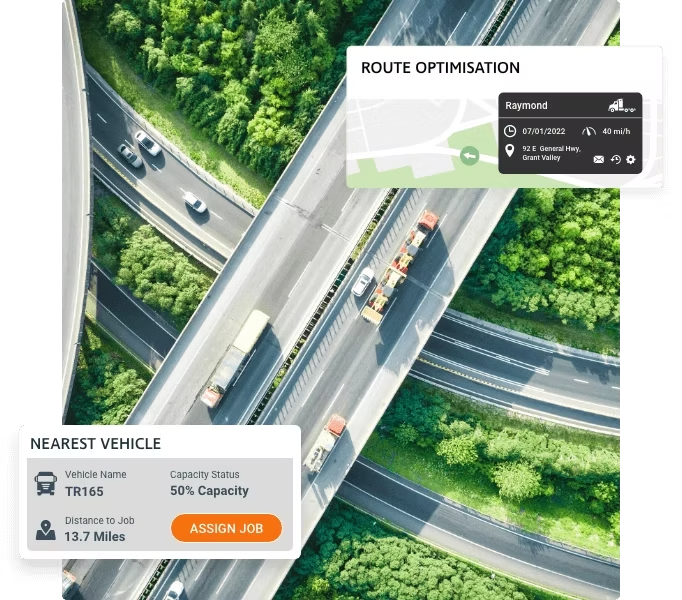 ROUTE OPTIMISATION
Raymond
07/01/2022 40 mi/h
92 E General Hwy,
Grant Valley
NEAREST VEHICLE
Vehicle Name Capacity Status
TR165 50% Capacity
Distance to Job
13.7 Miles
ASSIGN JOB